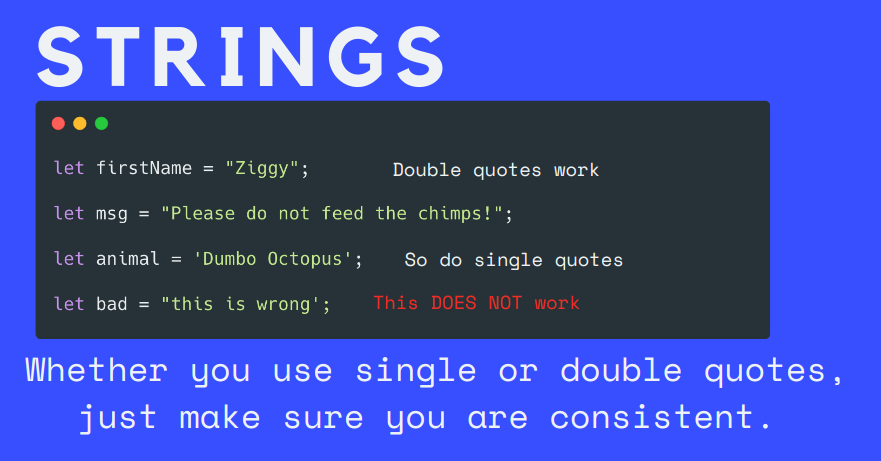 STRINGS
let firstName = "Ziggy"; Double quotes work
let msg = "Please do not feed the chimps!";
let animal = 'Dumbo Octopus'; So do single quotes
let bad = "this is wrong'; This DOES NOT work
Whether you use single or double quotes,
just make sure you are consistent.